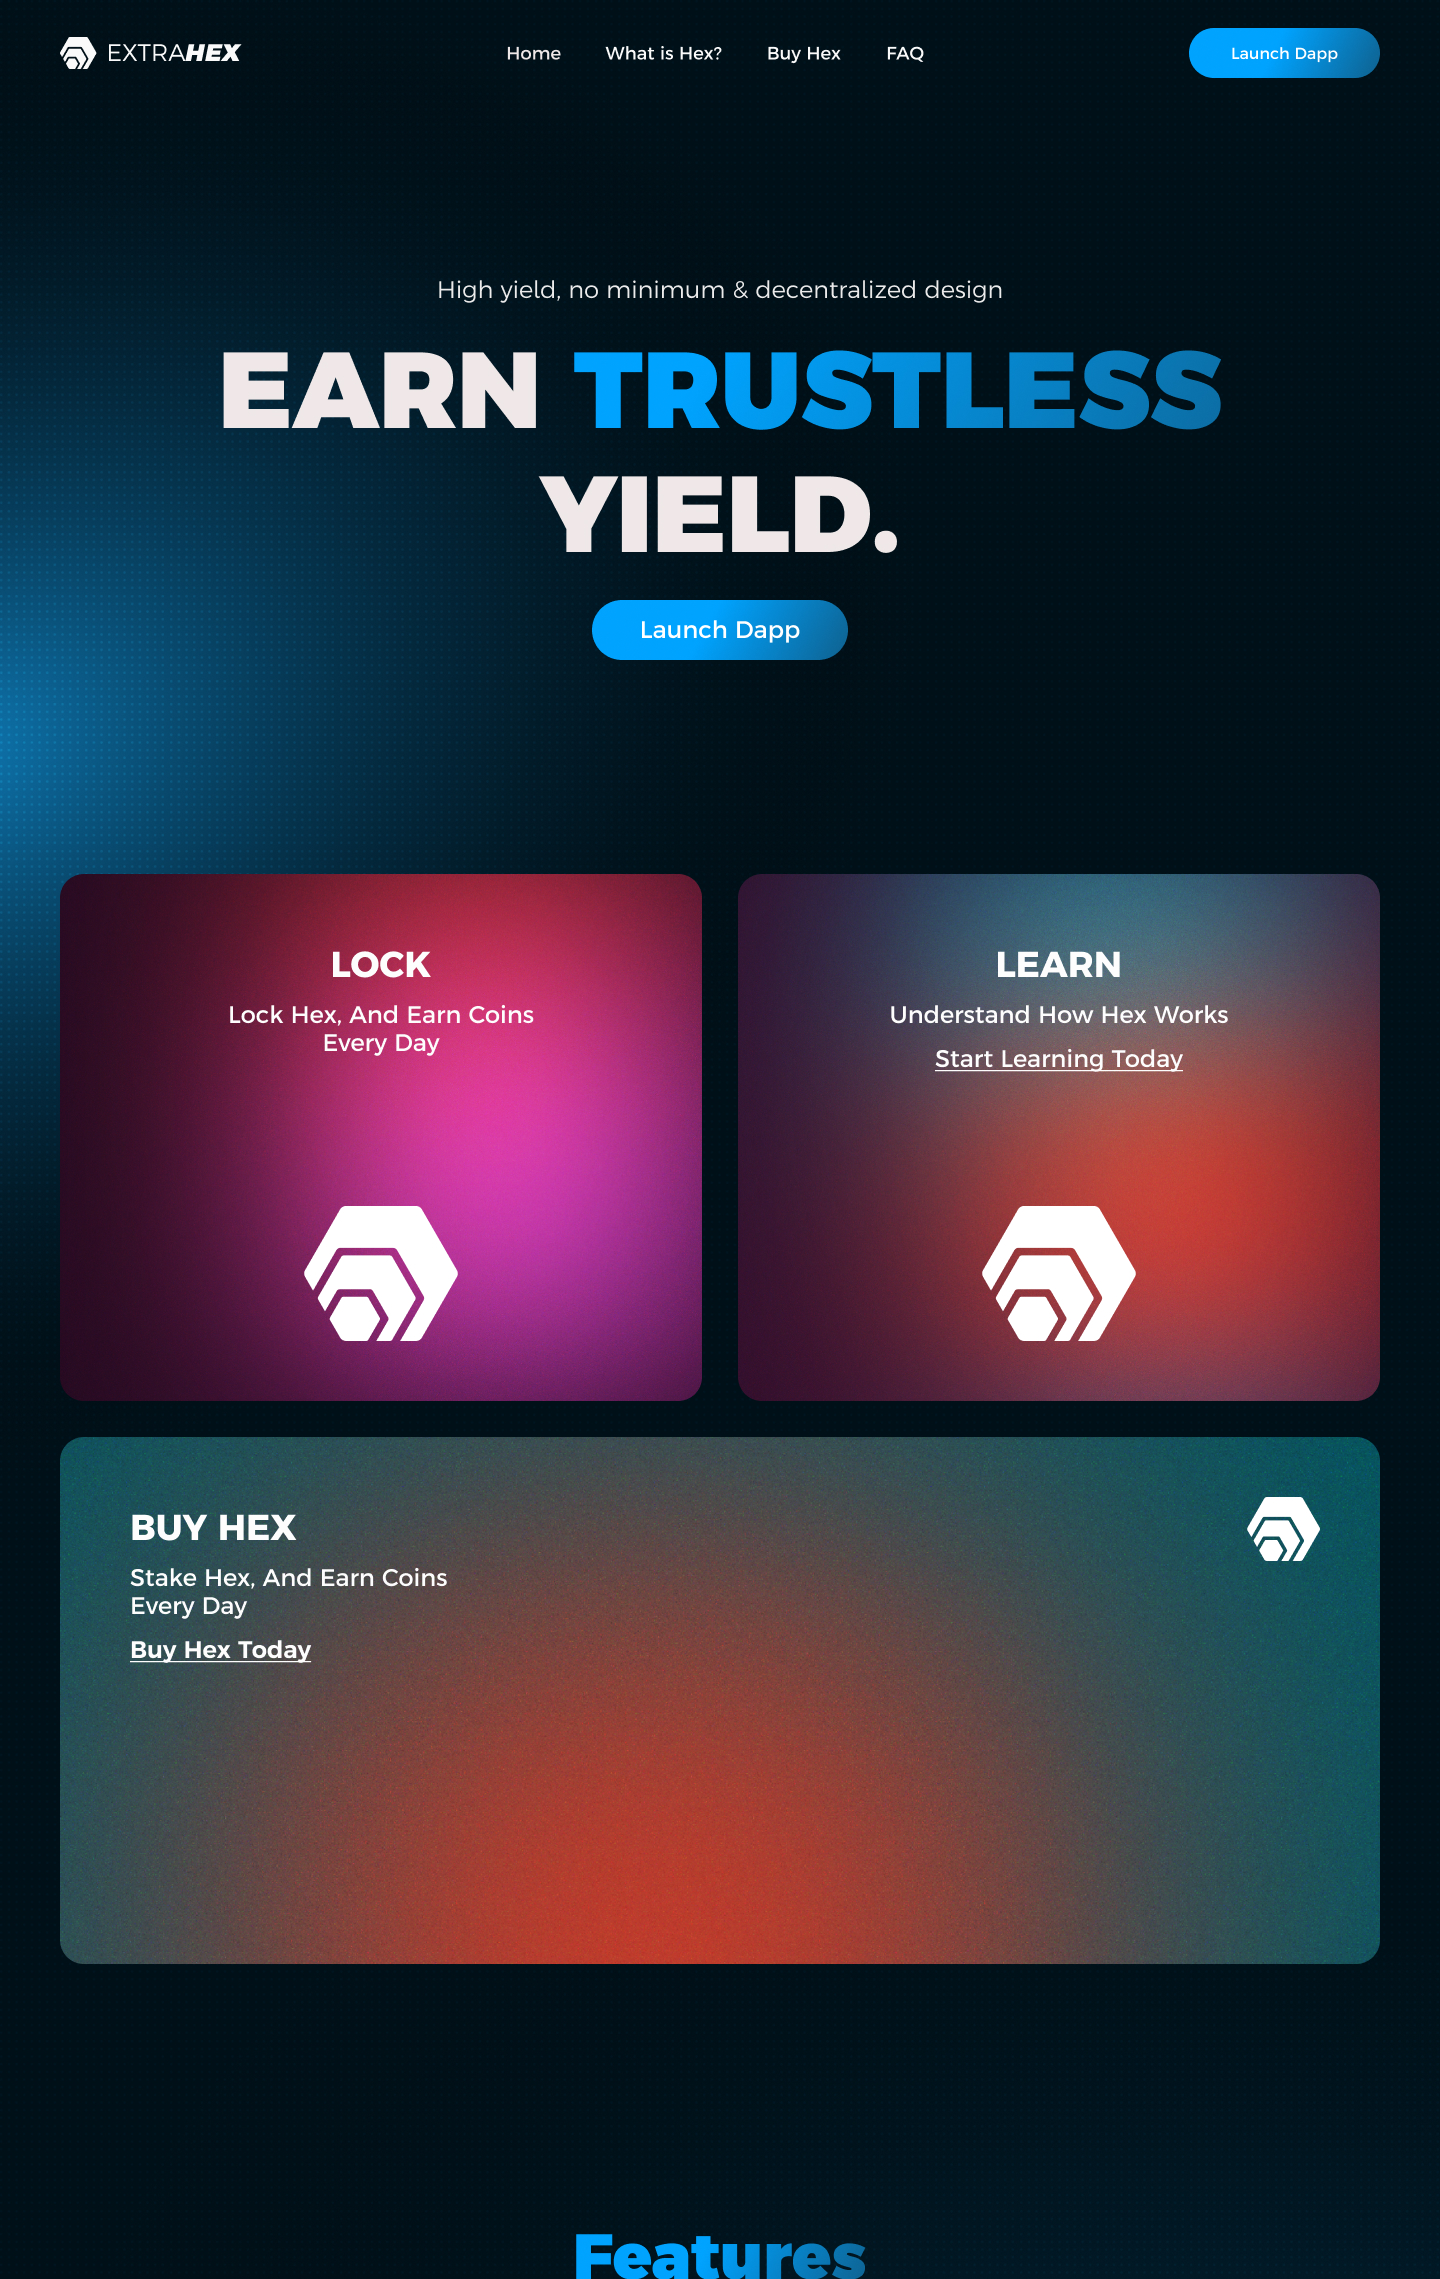 EXTRAHEX
Home What is Hex? Buy Hex FAQ
Launch Dapp
High yield, no minimum & decentralized design
EARN TRUSTLESS
YIELD.
Launch Dapp
LOCK
Lock Hex, And Earn Coins
Every Day
LEARN
Understand How Hex Works
Start Learning Today
BUY HEX
Stake Hex, And Earn Coins
Every Day
Buy Hex Today
Features